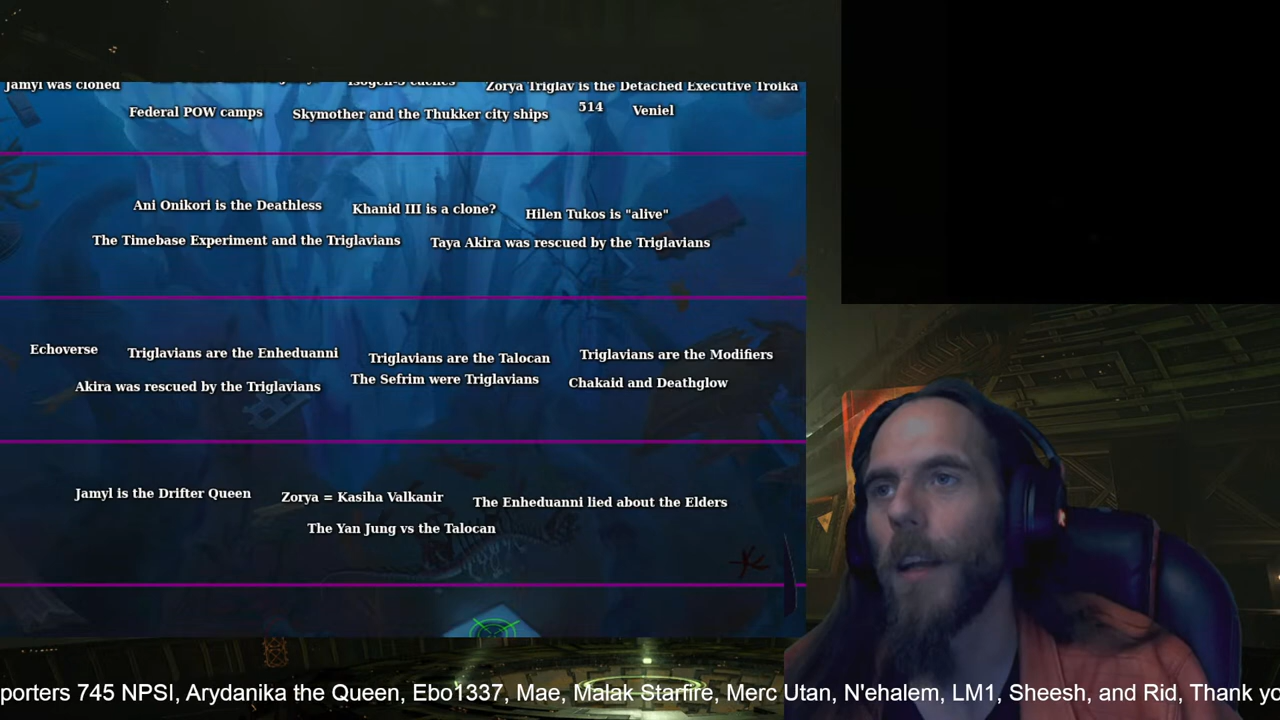 Jamyl was cloned
Isogen-5 caches
Zorya Triglav is the Detached Executive Troika
Federal POW camps
Skymother and the Thukker city ships
514
Veniel
Ani Onikori is the Deathless
Khanid III is a clone?
Hilen Tukos is "alive"
The Timebase Experiment and the Triglavians
Taya Akira was rescued by the Triglavians
Echoverse
Triglavians are the Enheduanni
Triglavians are the Talocan
Triglavians are the Modifiers
Akira was rescued by the Triglavians
The Sefrim were Triglavians
Chakaid and Deathglow
Jamyl is the Drifter Queen
Zorya = Kasiha Valkanir
The Enheduanni lied about the Elders
The Yan Jung vs the Talocan
porters 745 NPSI, Arydanika the Queen, Ebo1337, Mae, Malak Starfire, Merc Utan, N'ehalem, LM1, Sheesh, and Rid, Thank yo